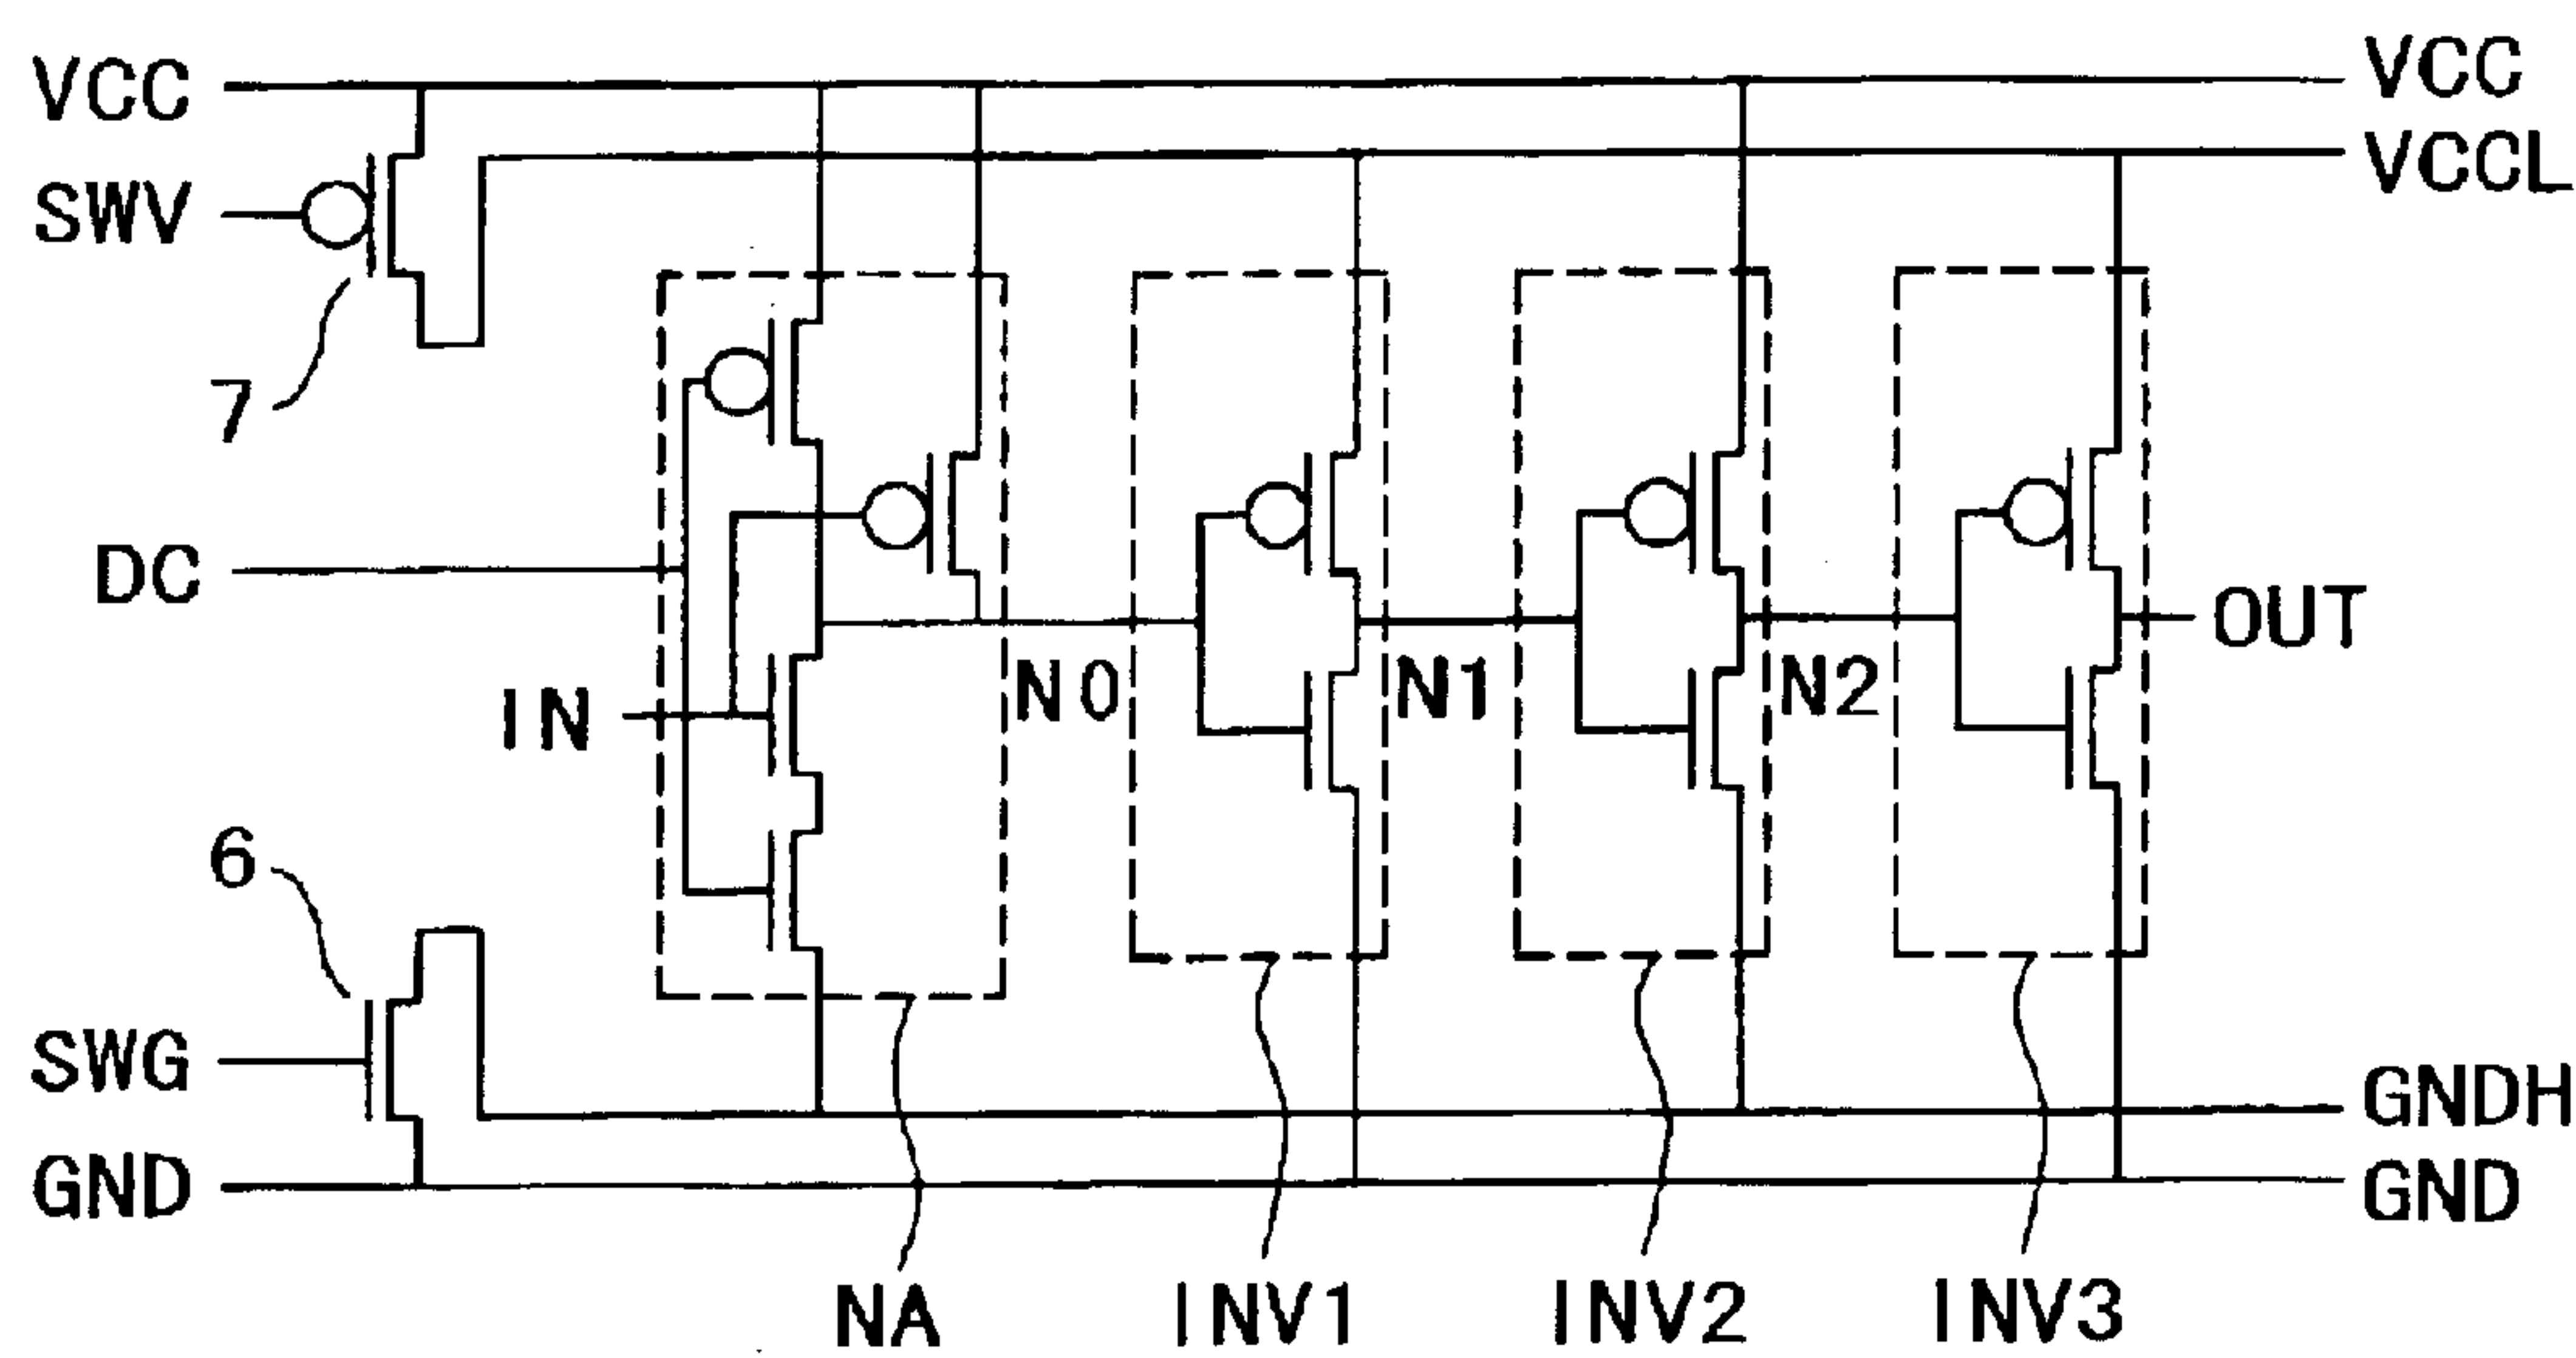 VCC
VCC
VCCL
SWV
7
DC
OUT
IN
N0
N1
N2
6
SWG
GNDH
GND
GND
NA
INV1
INV2
INV3